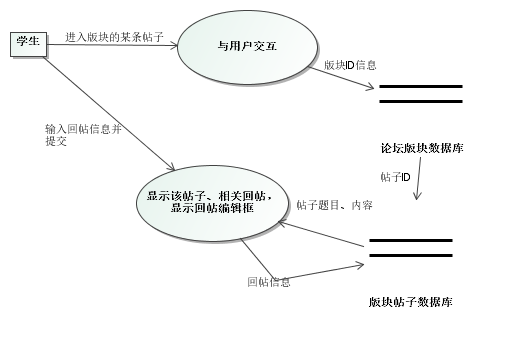 学生
进入版块的某条帖子
与用户交互
版块ID信息
论坛版块数据库
输入回帖信息并
提交
帖子ID
显示该帖子、相关回帖，
显示回帖编辑框
帖子题目、内容
回帖信息
版块帖子数据库